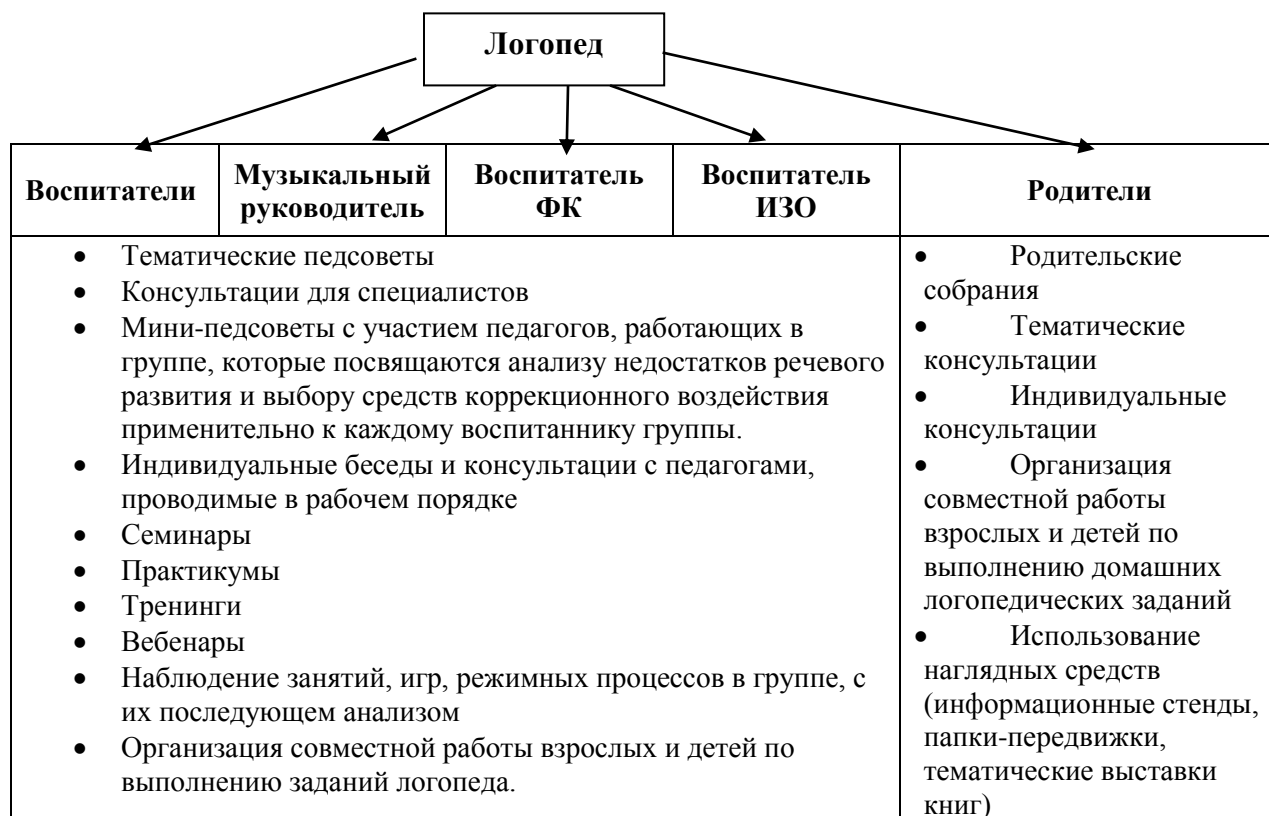 Логопед
Воспитатели
Музыкальный
руководитель
Воспитатель
ФК
Воспитатель
ИЗО
Родители
• Тематические педсоветы
• Консультации для специалистов
• Мини-педсоветы с участием педагогов, работающих в
группе, которые посвящаются анализу недостатков речевого
развития и выбору средств коррекционного воздействия
применительно к каждому воспитаннику группы.
• Индивидуальные беседы и консультации с педагогами,
проводимые в рабочем порядке
• Семинары
• Практикумы
• Тренинги
• Вебенары
• Наблюдение занятий, игр, режимных процессов в группе, с
их последующем анализом
• Организация совместной работы взрослых и детей по
выполнению заданий логопеда.
• Родительские
собрания
• Тематические
консультации
• Индивидуальные
консультации
• Организация
совместной работы
взрослых и детей по
выполнению домашних
логопедических заданий
• Использование
наглядных средств
(информационные стенды,
папки-передвижки,
тематические выставки
книг)